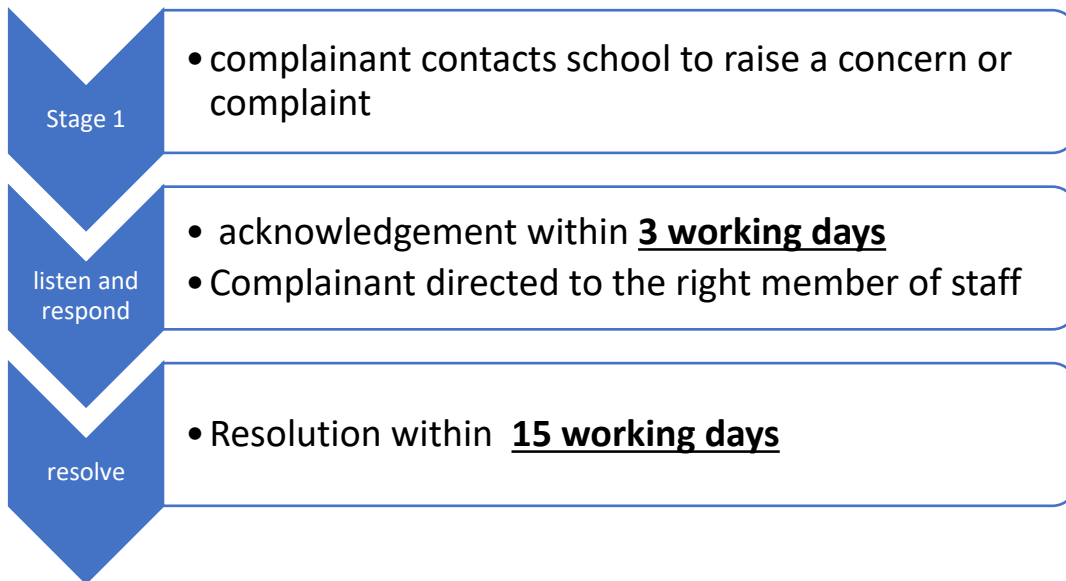 Stage 1
• complainant contacts school to raise a concern or
complaint
listen and
respond
• acknowledgement within 3 working days
• Complainant directed to the right member of staff
resolve
• Resolution within 15 working days